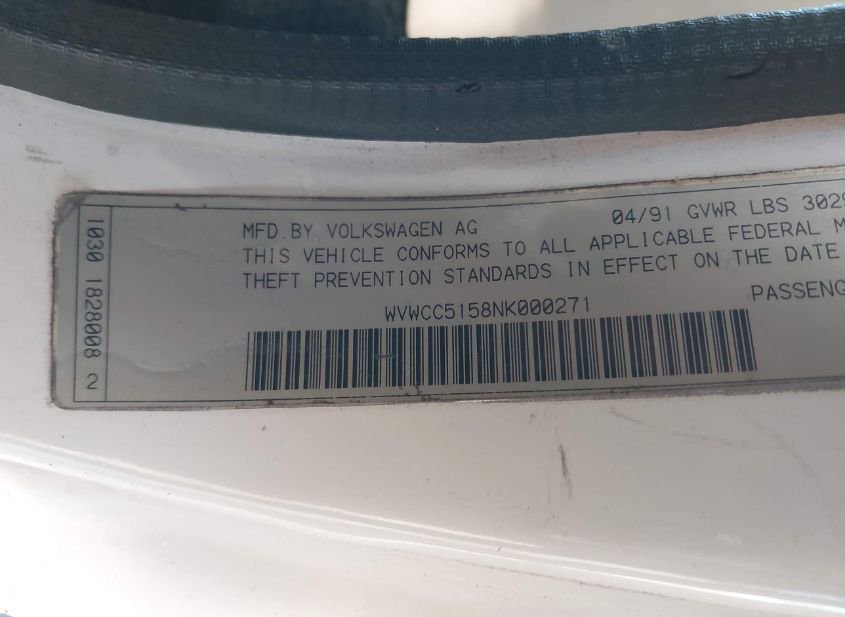 MFD.BY VOLKSWAGEN AG 04/91 GVWR LBS 3029
THIS VEHICLE CONFORMS TO ALL APPLICABLE FEDERAL M
THEFT PREVENTION STANDARDS IN EFFECT ON THE DATE
WVWCC5158NK000271 PASSENG
1030 1828008 2